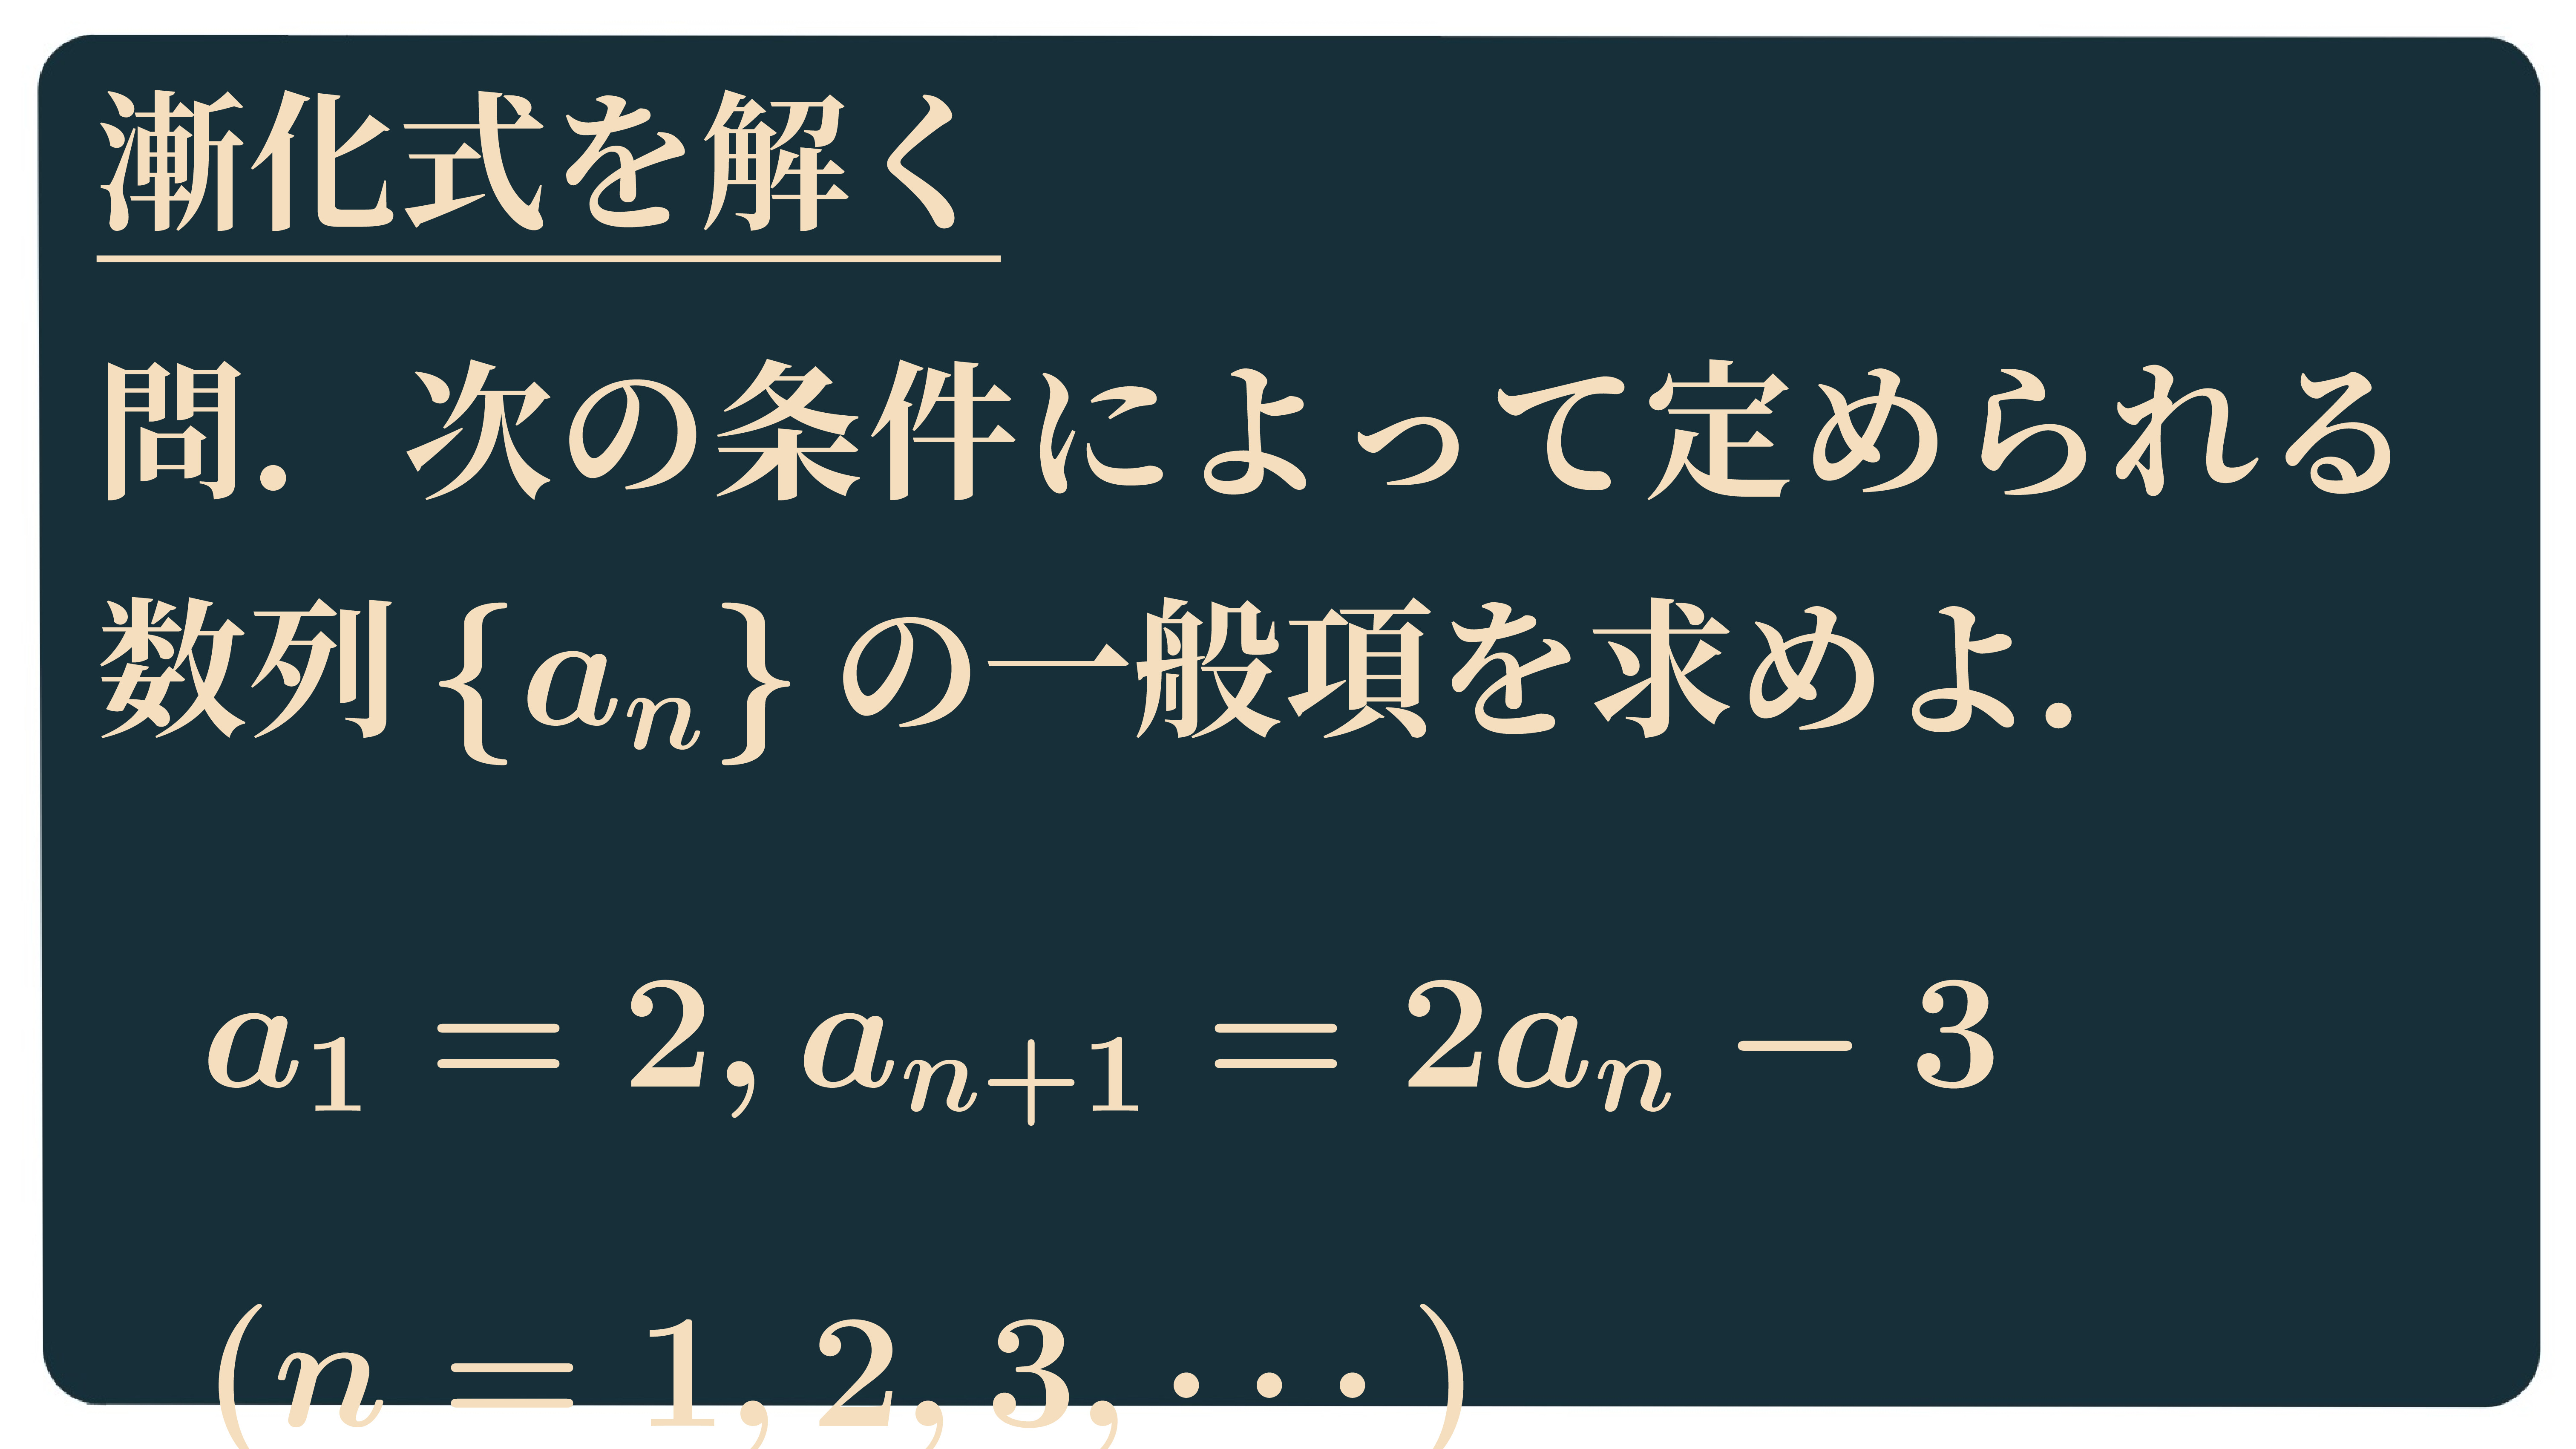 漸化式を解く
問. 次の条件によって定められる
数列 {aₙ} の一般項を求めよ.
a₁ = 2, aₙ₊₁ = 2aₙ − 3
(n = 1, 2, 3, ⋯ )